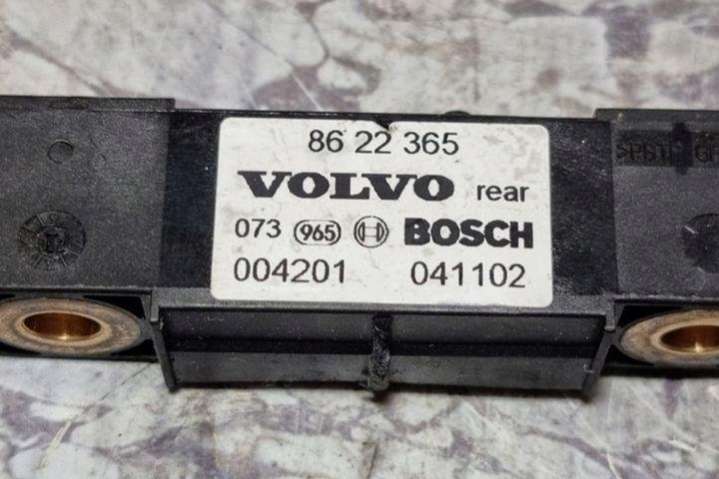 86 22 365
VOLVO rear
073 965 BOSCH
004201 041102